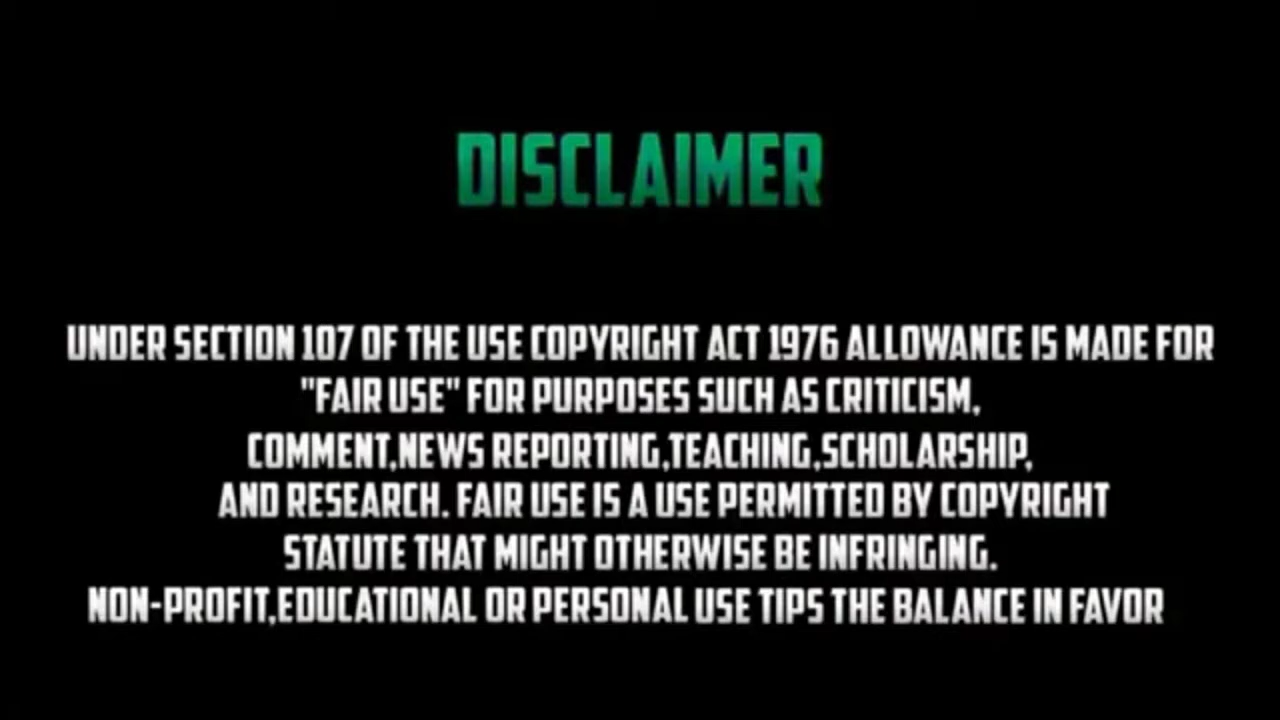 DISCLAIMER
UNDER SECTION 107 OF THE USE COPYRIGHT ACT 1976 ALLOWANCE IS MADE FOR
"FAIR USE" FOR PURPOSES SUCH AS CRITICISM,
COMMENT,NEWS REPORTING,TEACHING,SCHOLARSHIP,
AND RESEARCH. FAIR USE IS A USE PERMITTED BY COPYRIGHT
STATUTE THAT MIGHT OTHERWISE BE INFRINGING.
NON-PROFIT,EDUCATIONAL OR PERSONAL USE TIPS THE BALANCE IN FAVOR